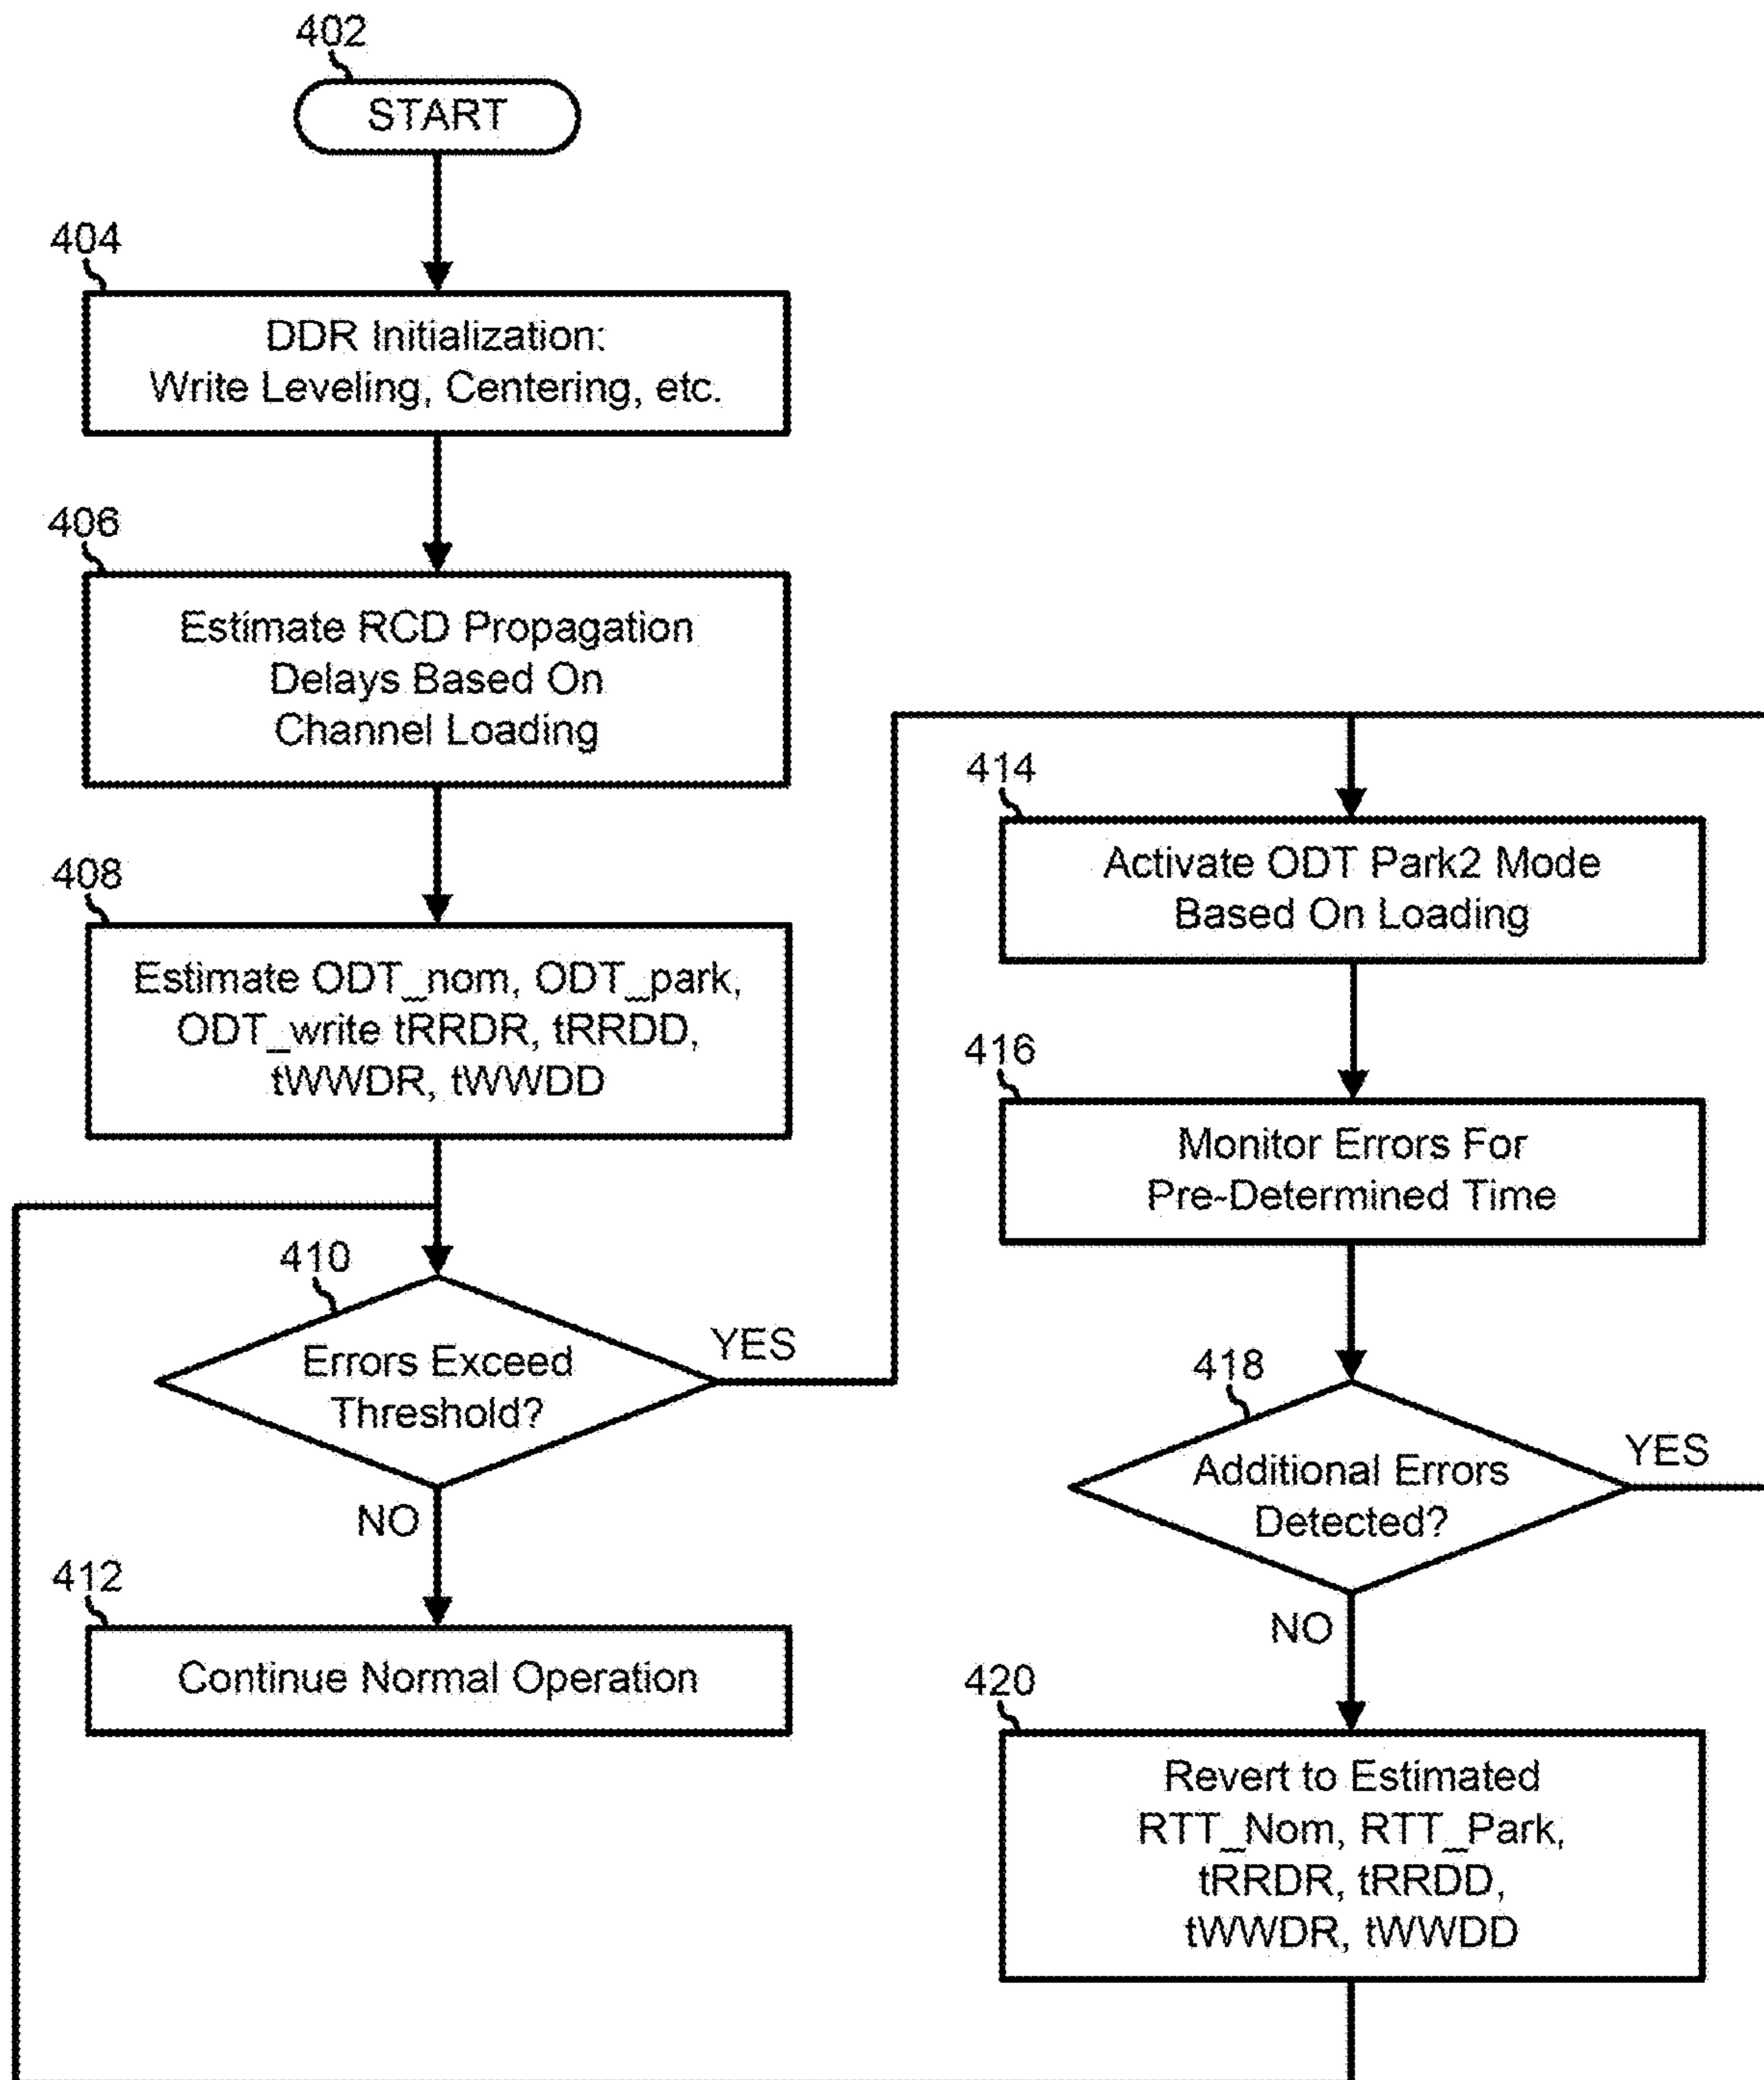 402
START
404
DDR Initialization:
Write Leveling, Centering, etc.
406
Estimate RCD Propagation
Delays Based On
Channel Loading
408
Estimate ODT_nom, ODT_park,
ODT_write tRRDR, tRRDD,
tWWDR, tWWDD
410
Errors Exceed
Threshold?
YES
NO
412
Continue Normal Operation
414
Activate ODT Park2 Mode
Based On Loading
416
Monitor Errors For
Pre-Determined Time
418
Additional Errors
Detected?
YES
NO
420
Revert to Estimated
RTT_Nom, RTT_Park,
tRRDR, tRRDD,
tWWDR, tWWDD